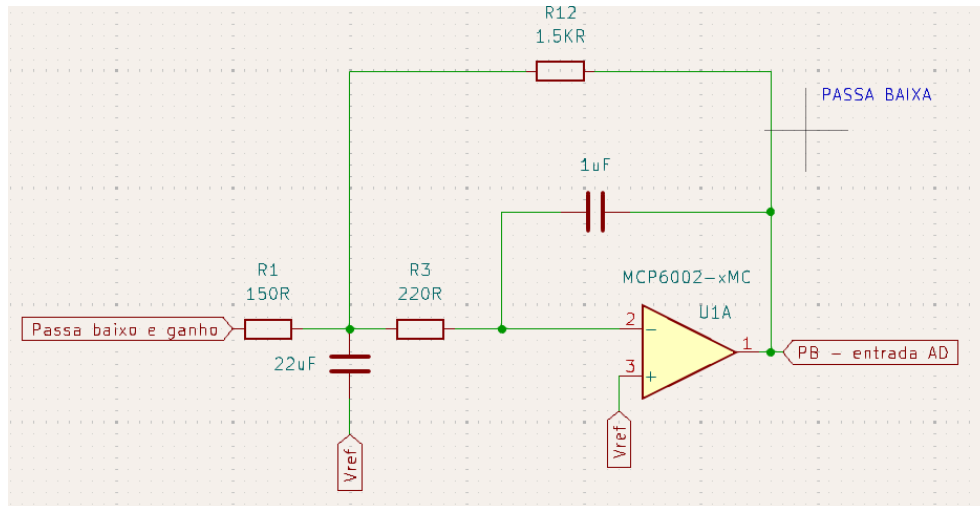 R12
1.5KR
PASSA BAIXA
1uF
R1
150R
R3
220R
MCP6002-xMC
U1A
Passa baixo e ganho
2
-
1
PB - entrada AD
22uF
3
+
Vref
Vref